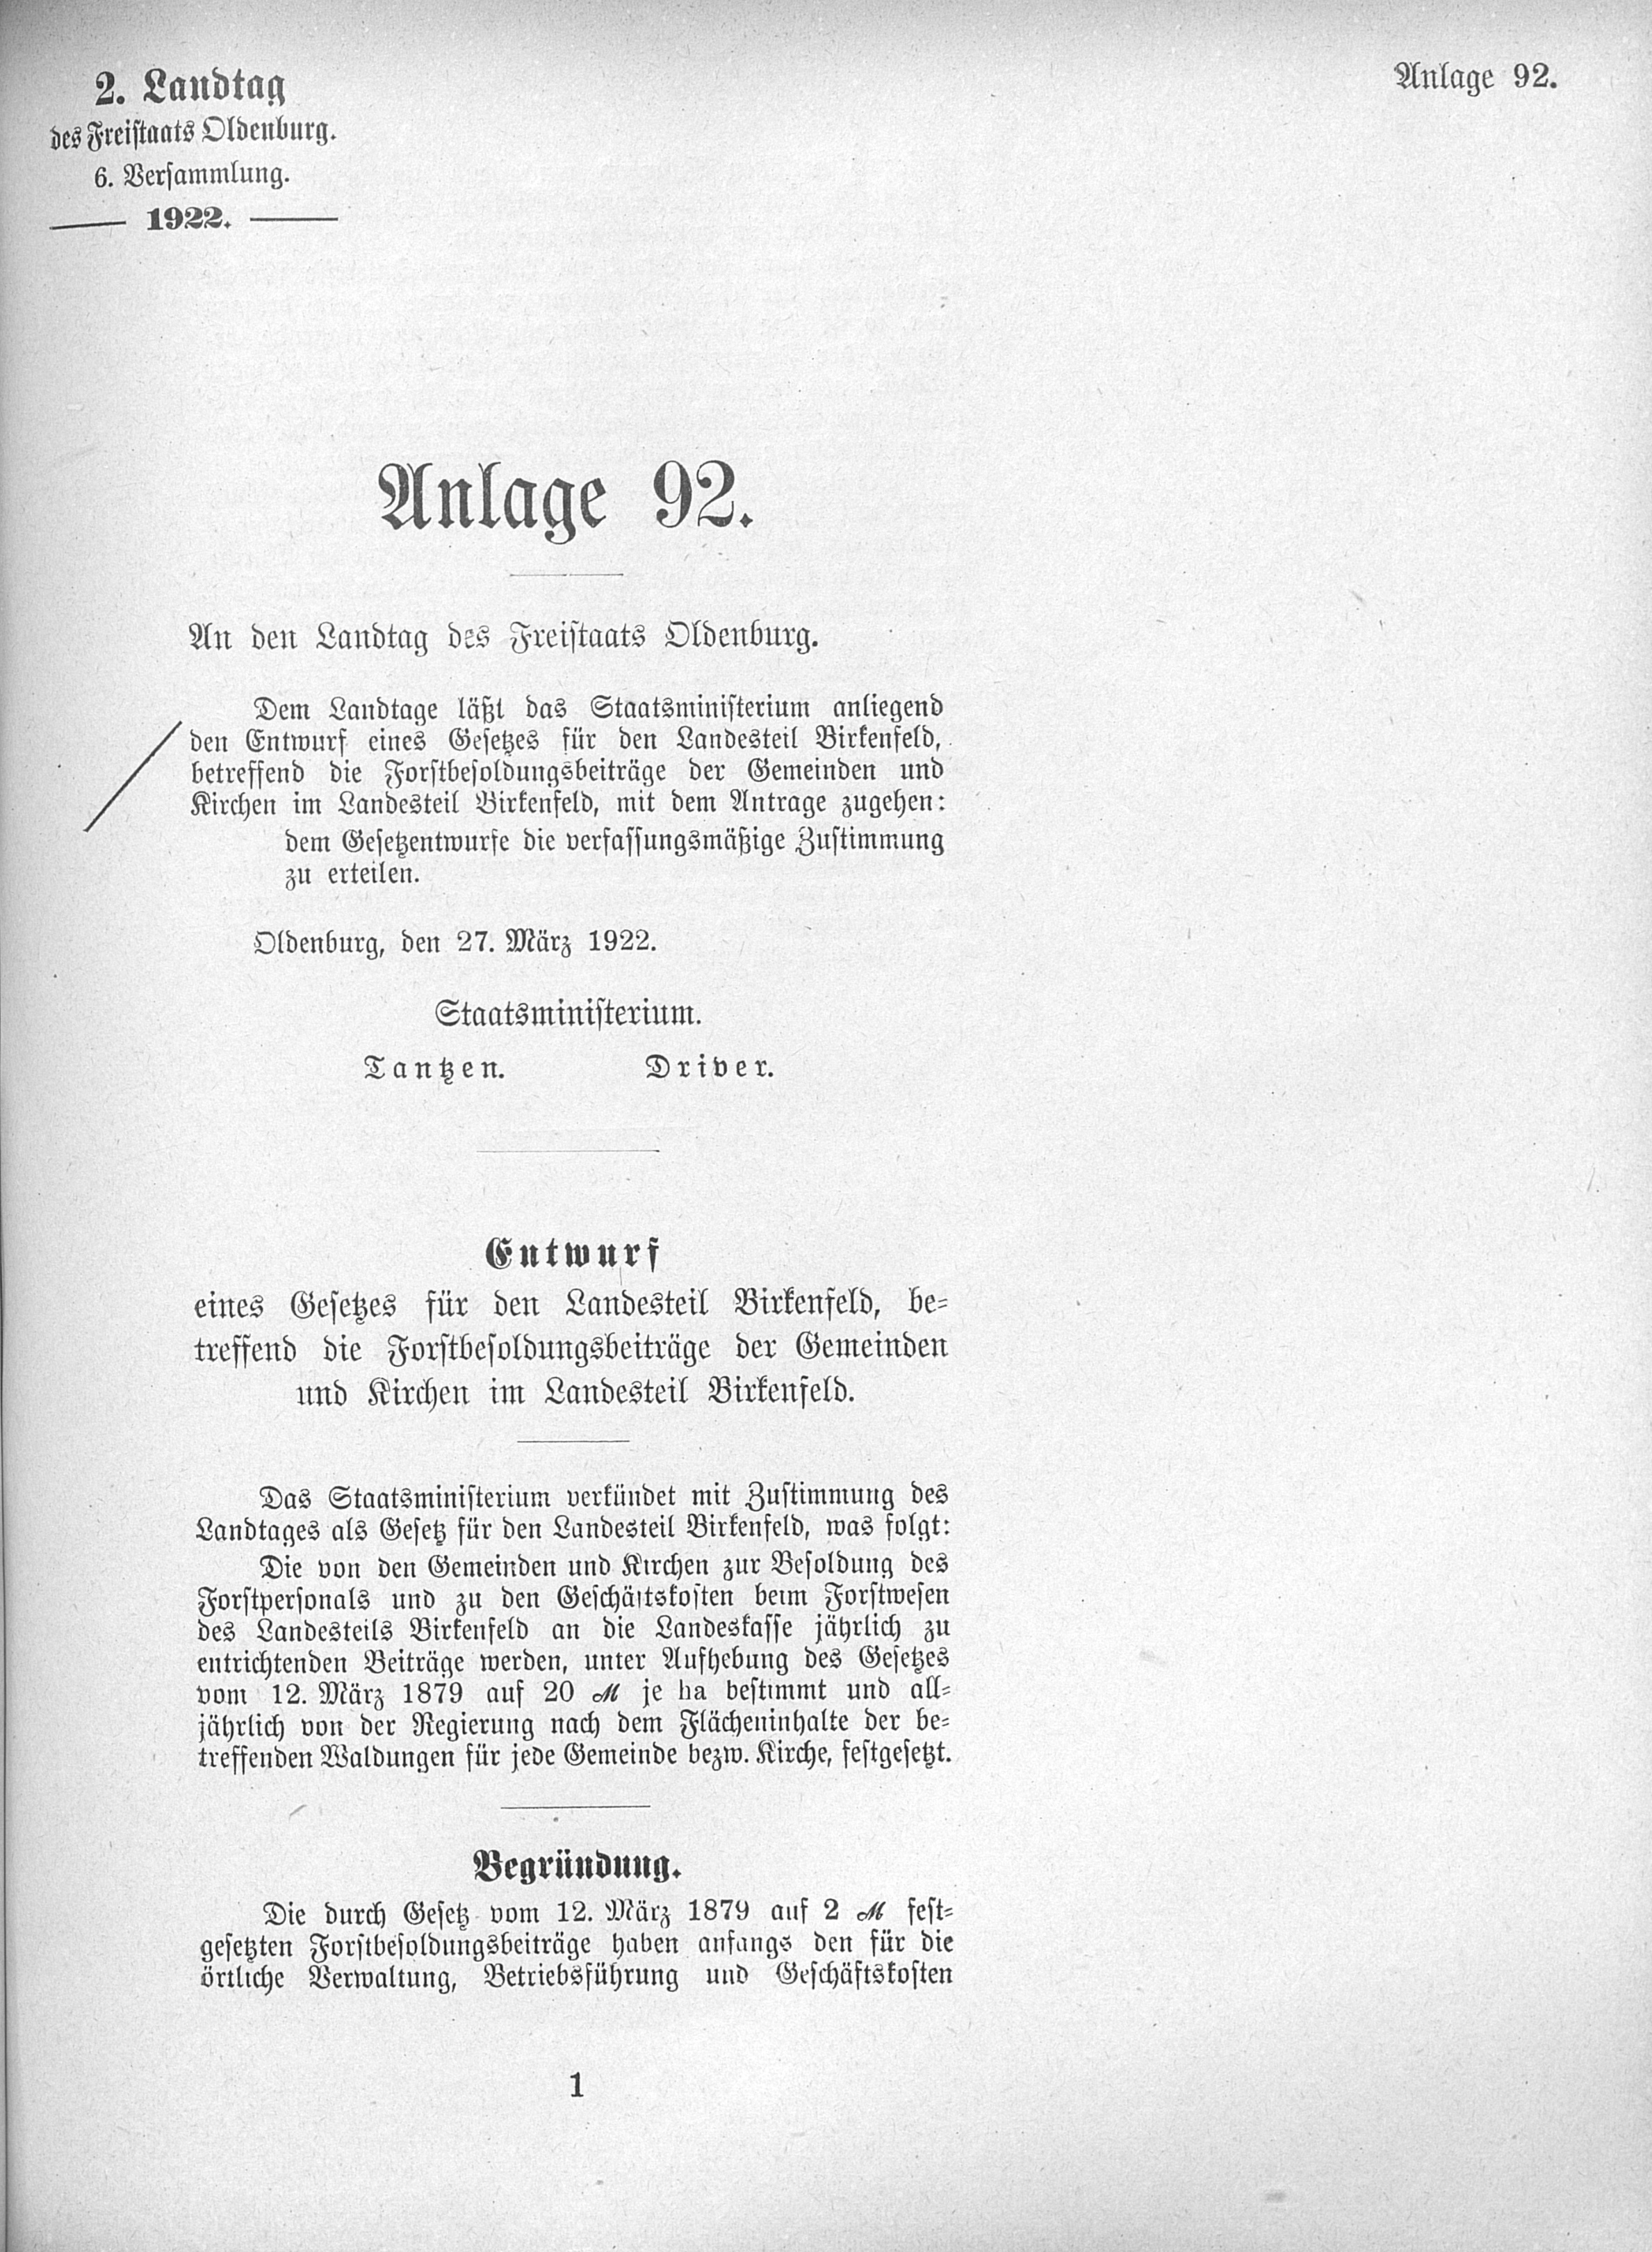 2. Landtag
des Freistaats Oldenburg.
6. Versammlung.
1922.
Anlage 92.
Anlage 92.
An den Landtag des Freistaats Oldenburg.
Dem Landtage läßt das Staatsministerium anliegend
den Entwurf eines Gesetzes für den Landesteil Birkenfeld,
betreffend die Forstbesoldungsbeiträge der Gemeinden und
Kirchen im Landesteil Birkenfeld, mit dem Antrage zugehen:
dem Gesetzentwurfe die verfassungsmäßige Zustimmung
zu erteilen.
Oldenburg, den 27. März 1922.
Staatsministerium.
Tantzen. Driver.
Entwurf
eines Gesetzes für den Landesteil Birkenfeld, be-
treffend die Forstbesoldungsbeiträge der Gemeinden
und Kirchen im Landesteil Birkenfeld.
Das Staatsministerium verkündet mit Zustimmung des
Landtages als Gesetz für den Landesteil Birkenfeld, was folgt:
Die von den Gemeinden und Kirchen zur Besoldung des
Forstpersonals und zu den Geschäftskosten beim Forstwesen
des Landesteils Birkenfeld an die Landeskasse jährlich zu
entrichtenden Beiträge werden, unter Aufhebung des Gesetzes
vom 12. März 1879 auf 20 ℳ je ha bestimmt und all-
jährlich von der Regierung nach dem Flächeninhalte der be-
treffenden Waldungen für jede Gemeinde bezw. Kirche, festgesetzt.
Begründung.
Die durch Gesetz vom 12. März 1879 auf 2 ℳ fest-
gesetzten Forstbesoldungsbeiträge haben anfangs den für die
örtliche Verwaltung, Betriebsführung und Geschäftskosten
1